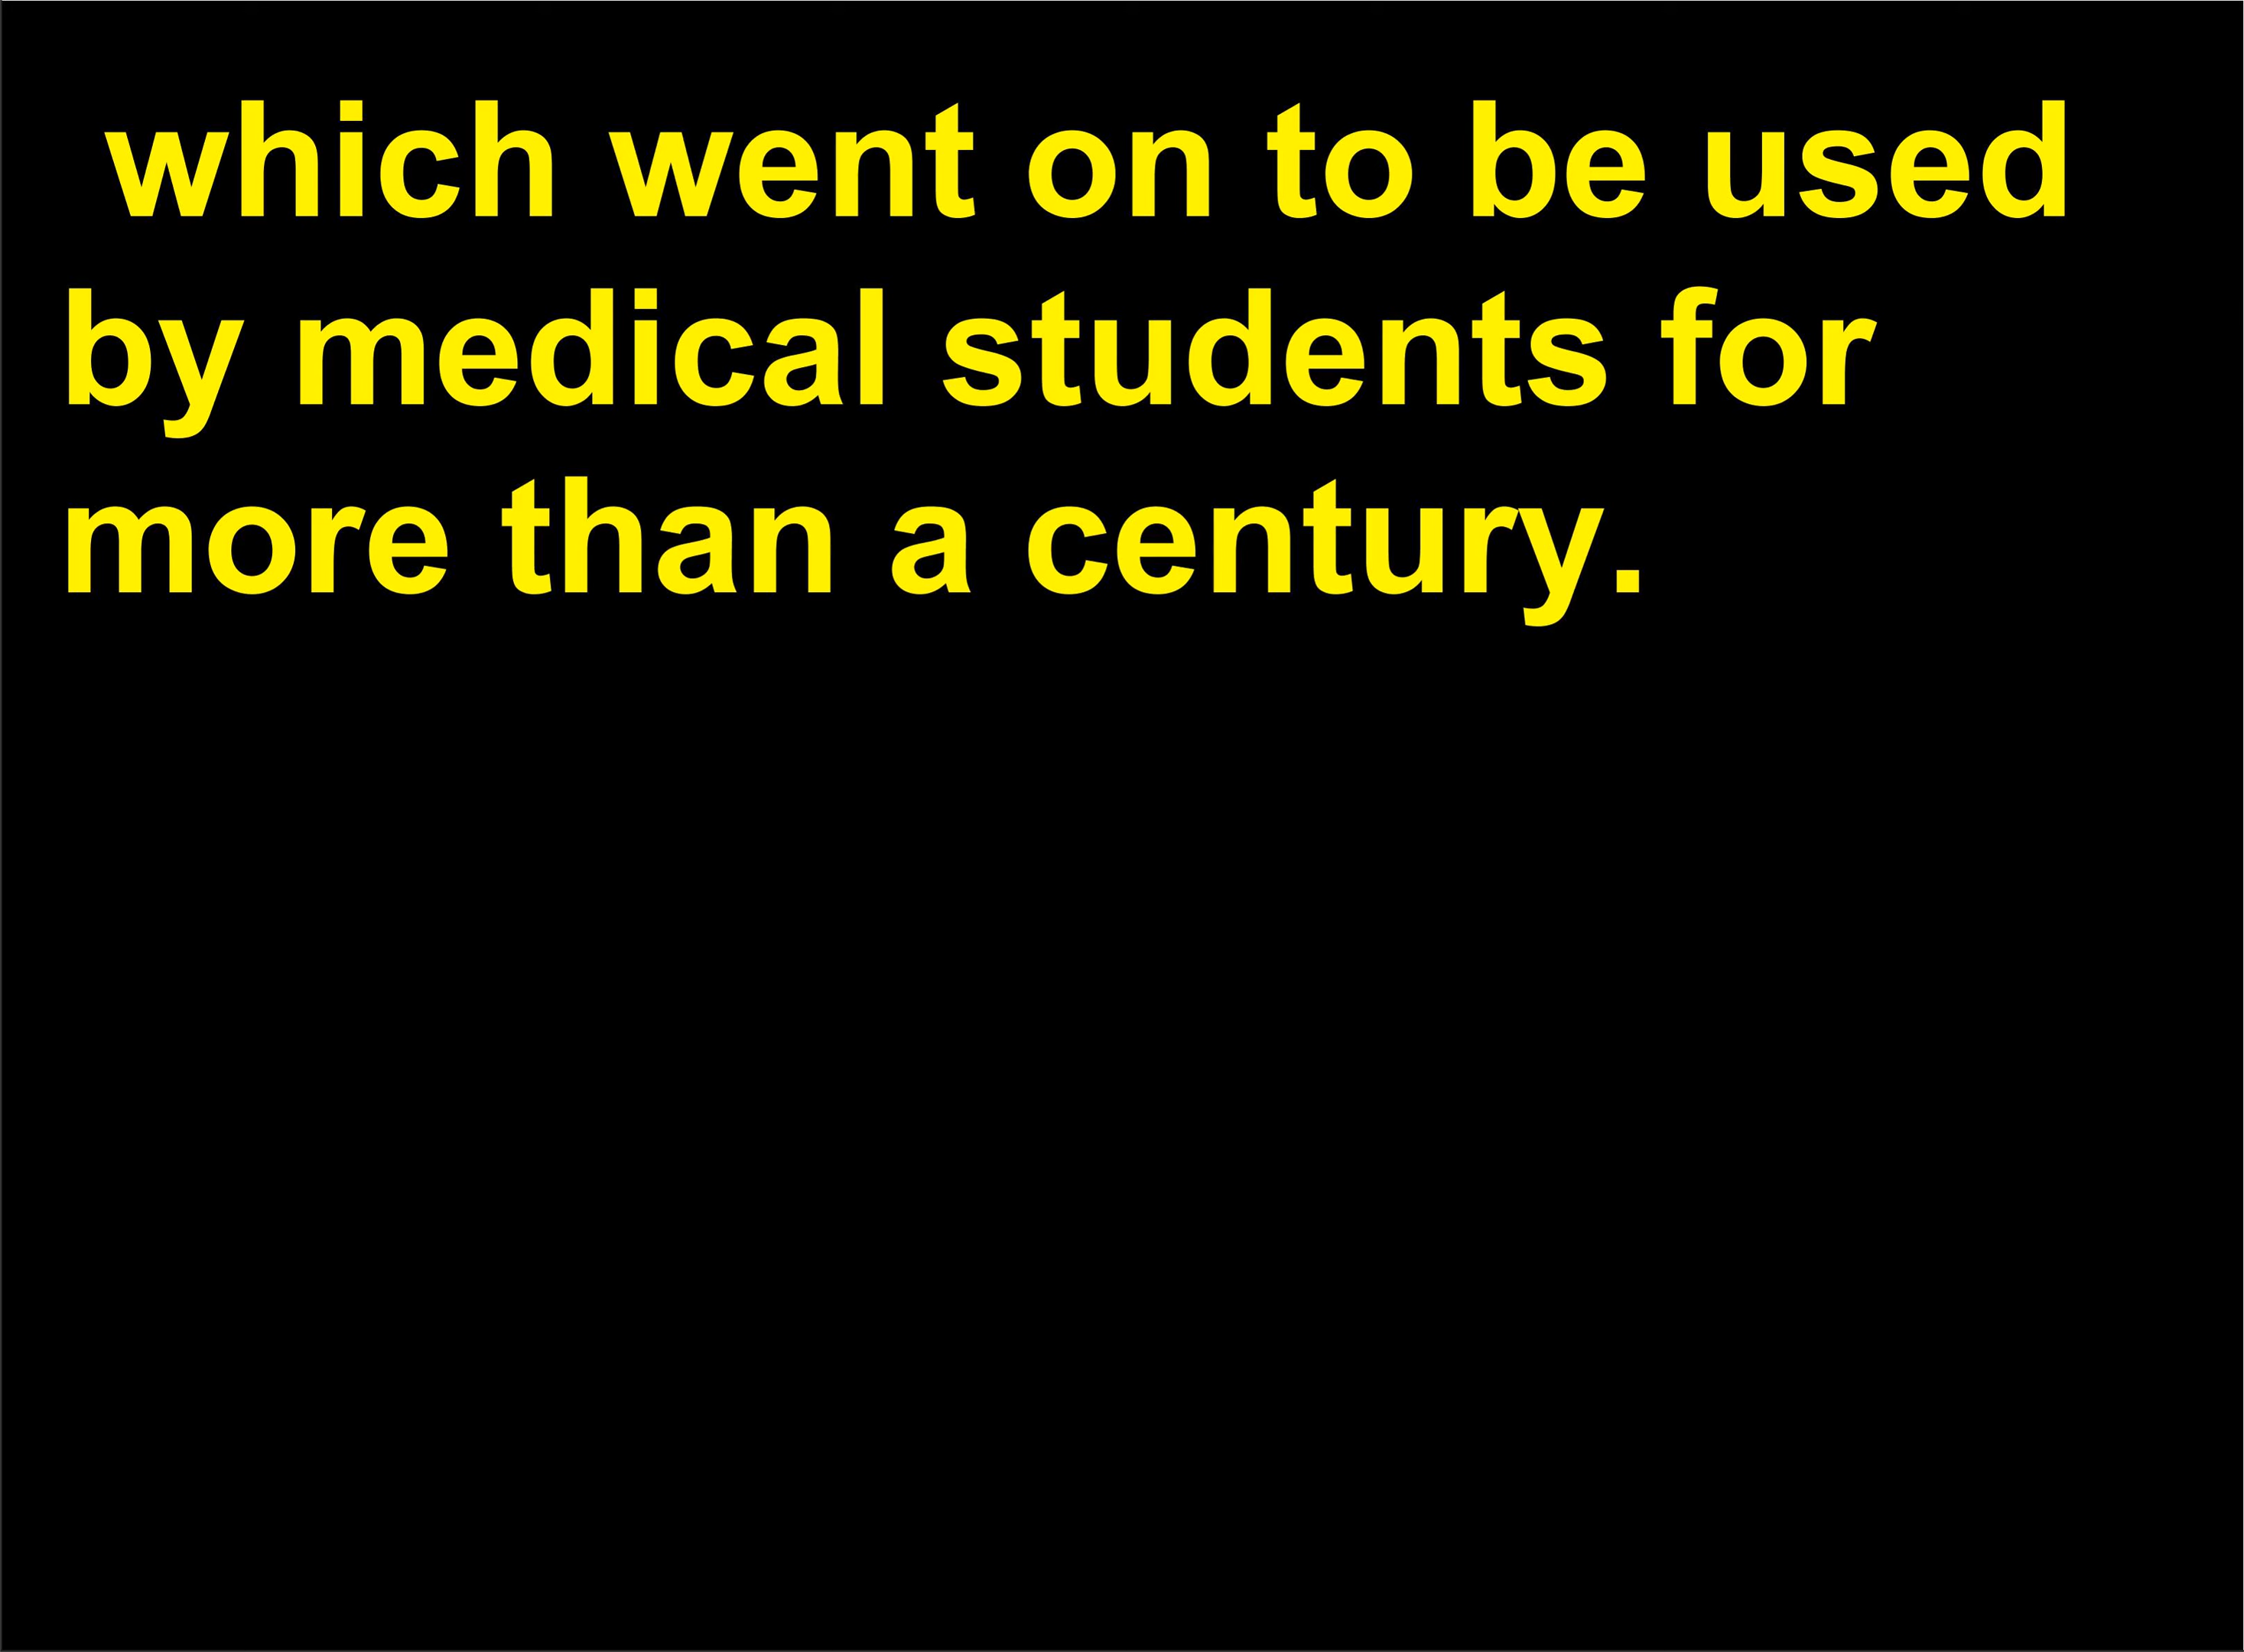 which went on to be used
by medical students for
more than a century.